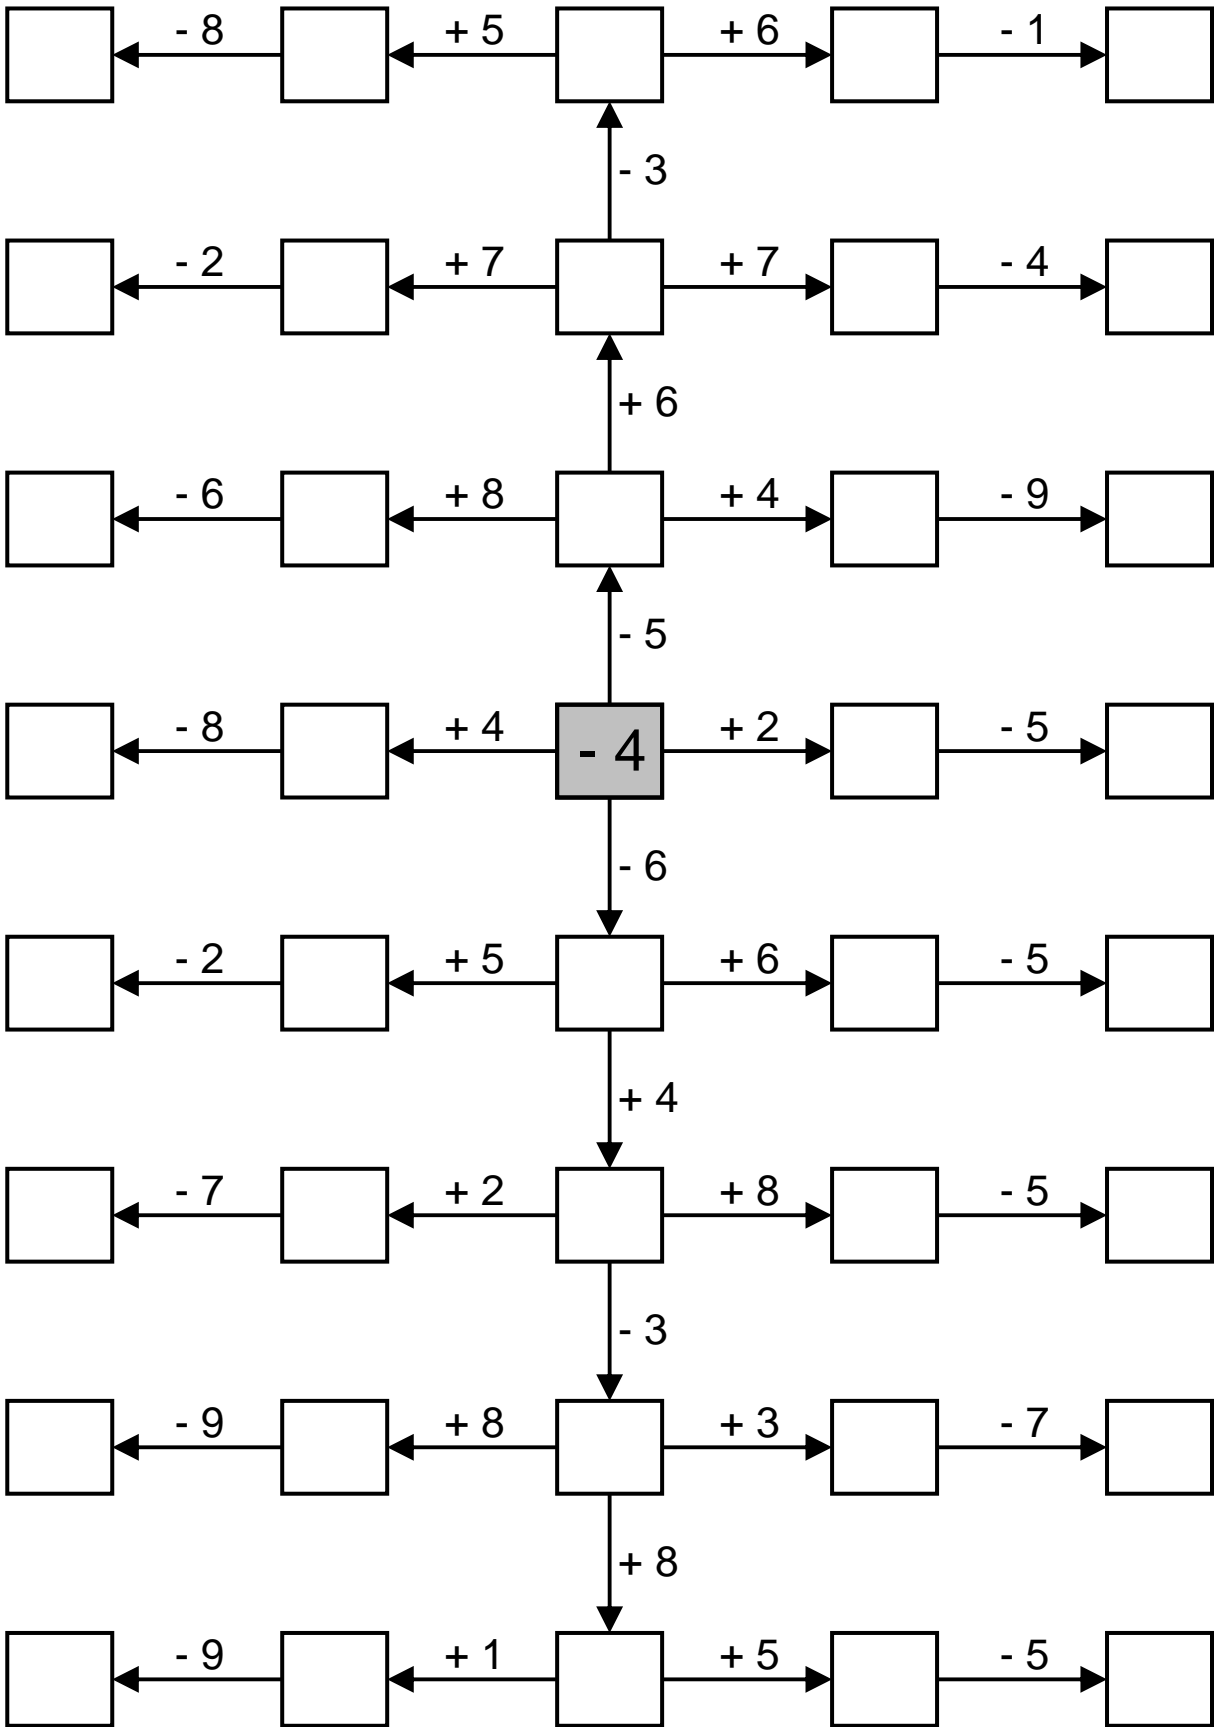 - 8 + 5 + 6 - 1
- 3
- 2 + 7 + 7 - 4
+ 6
- 6 + 8 + 4 - 9
- 5
- 8 + 4 - 4 + 2 - 5
- 6
- 2 + 5 + 6 - 5
+ 4
- 7 + 2 + 8 - 5
- 3
- 9 + 8 + 3 - 7
+ 8
- 9 + 1 + 5 - 5